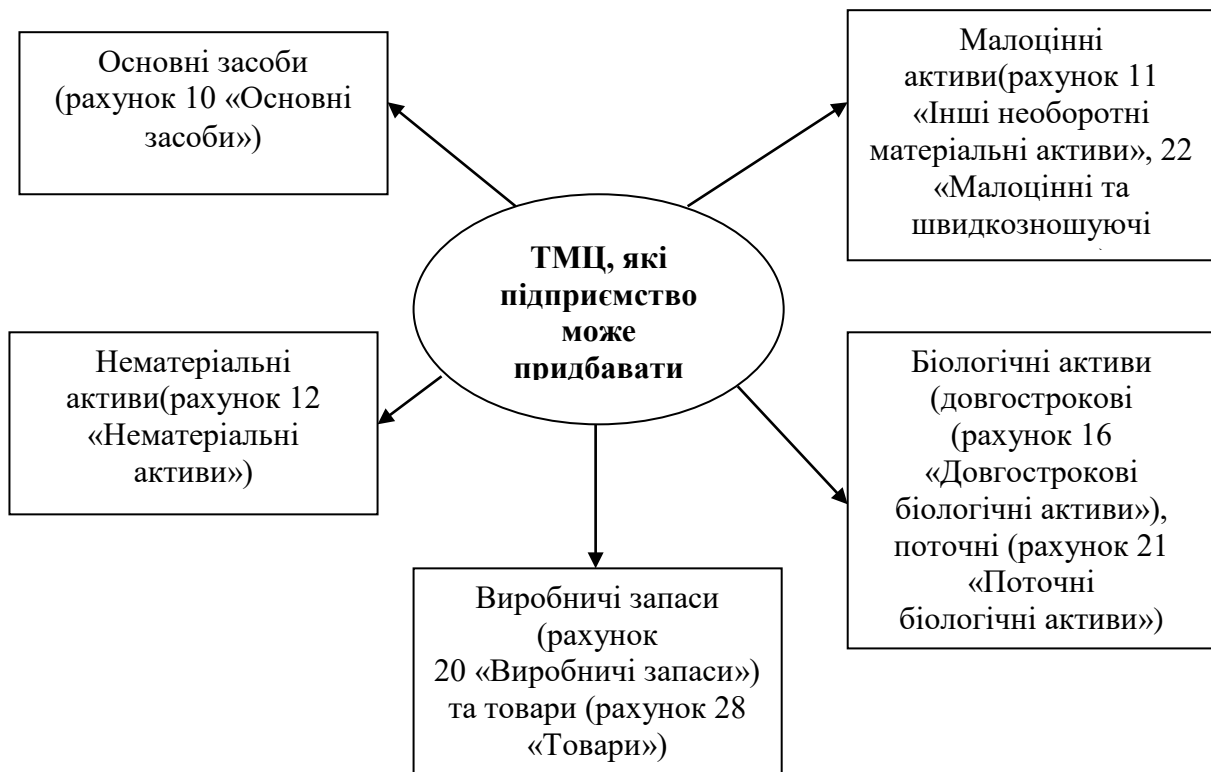 Основні засоби
(рахунок 10 «Основні
засоби»)
Малоцінні
активи(рахунок 11
«Інші необоротні
матеріальні активи», 22
«Малоцінні та
швидкозношуючі
ТМЦ, які
підприємство
може
придбавати
Нематеріальні
активи(рахунок 12
«Нематеріальні
активи»)
Біологічні активи
(довгострокові
(рахунок 16
«Довгострокові
біологічні активи»),
поточні (рахунок 21
«Поточні
біологічні активи»)
Виробничі запаси
(рахунок
20 «Виробничі запаси»)
та товари (рахунок 28
«Товари»)